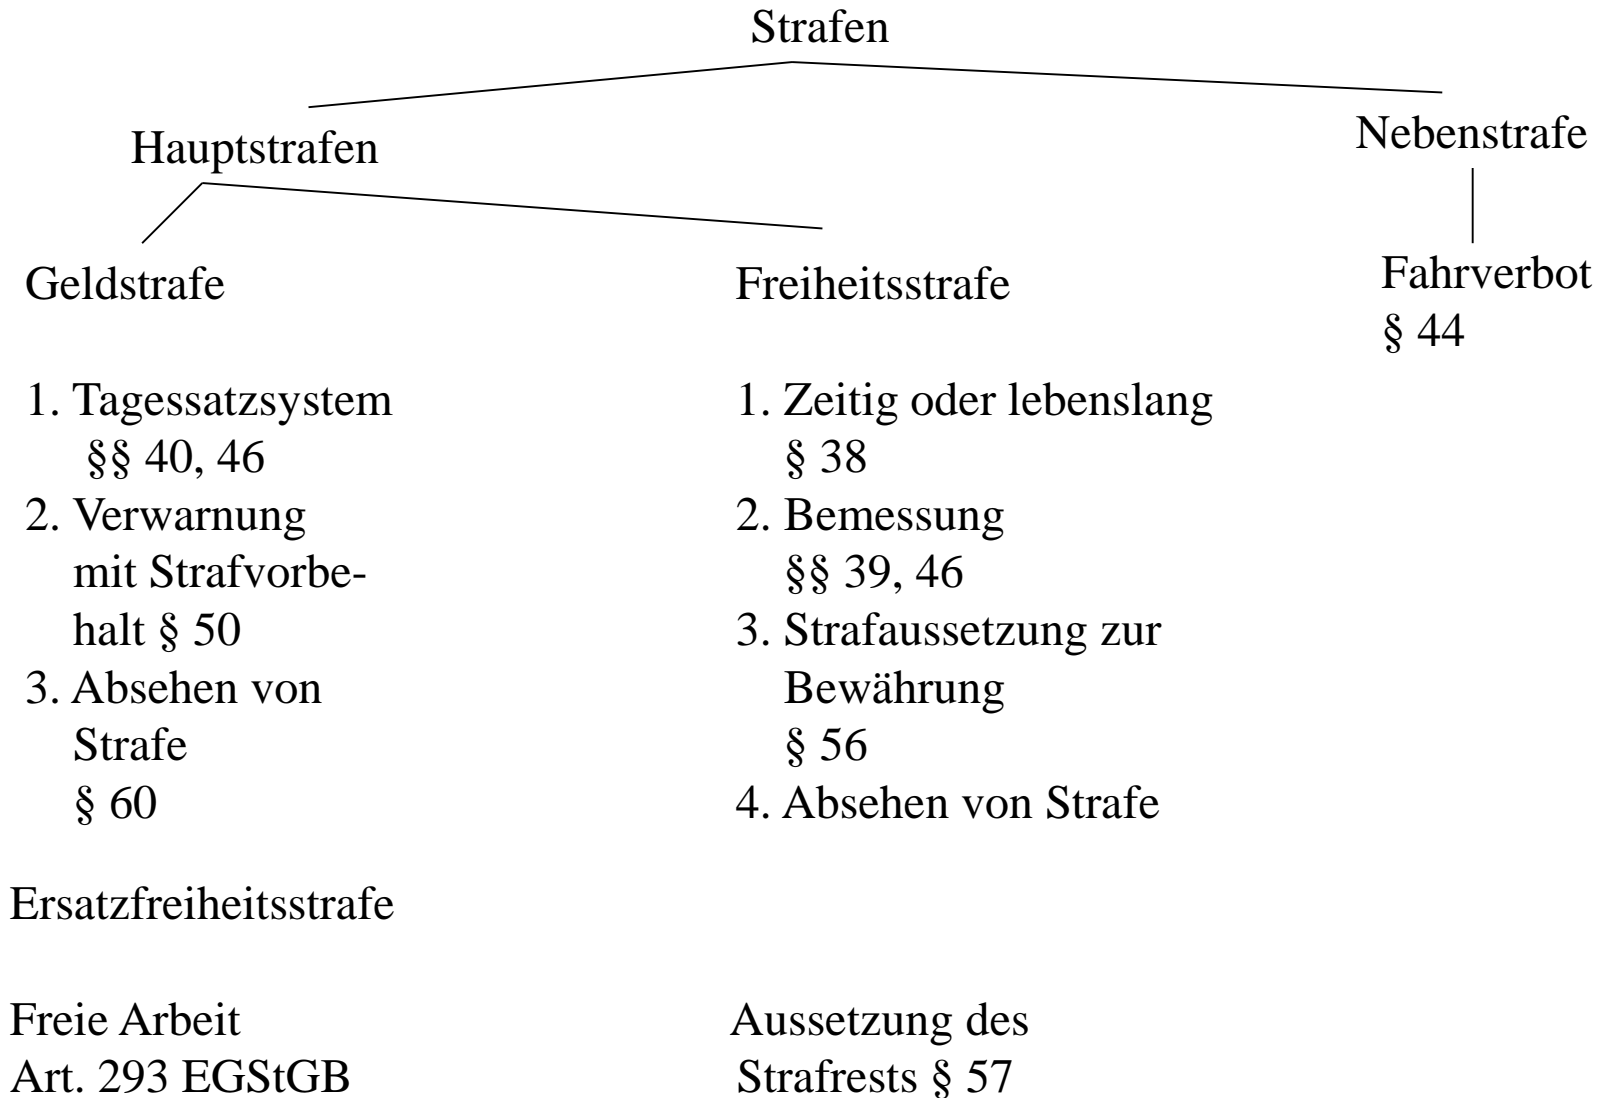 Strafen
Hauptstrafen
Nebenstrafe
Geldstrafe
Freiheitsstrafe
Fahrverbot
§ 44
1. Tagessatzsystem
§§ 40, 46
2. Verwarnung
mit Strafvorbe-
halt § 50
3. Absehen von
Strafe
§ 60
1. Zeitig oder lebenslang
§ 38
2. Bemessung
§§ 39, 46
3. Strafaussetzung zur
Bewährung
§ 56
4. Absehen von Strafe
Ersatzfreiheitsstrafe
Freie Arbeit
Art. 293 EGStGB
Aussetzung des
Strafrests § 57